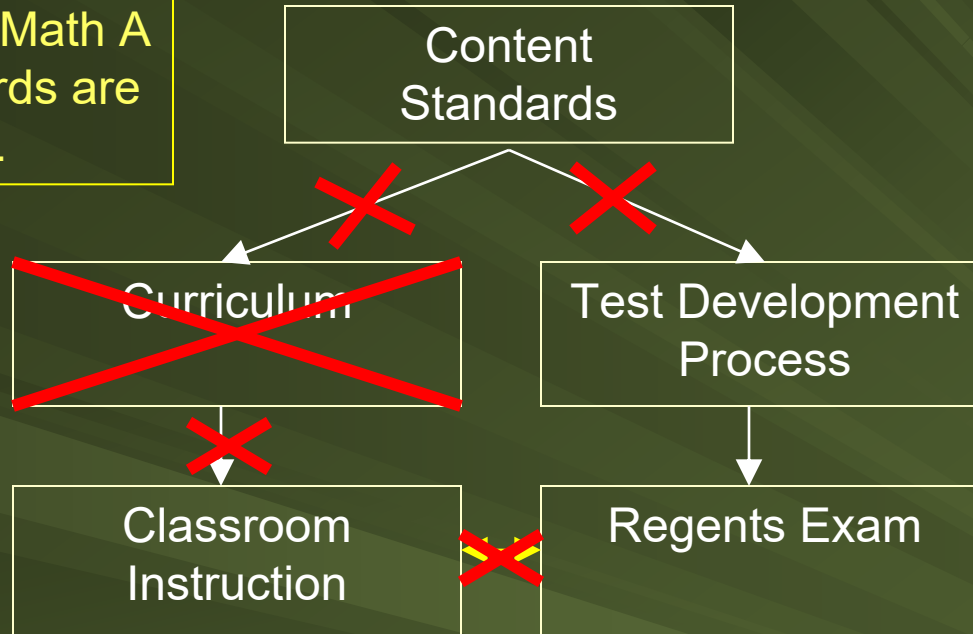 Math A
rds are
.
Content
Standards
Curriculum
Test Development
Process
Classroom
Instruction
Regents Exam